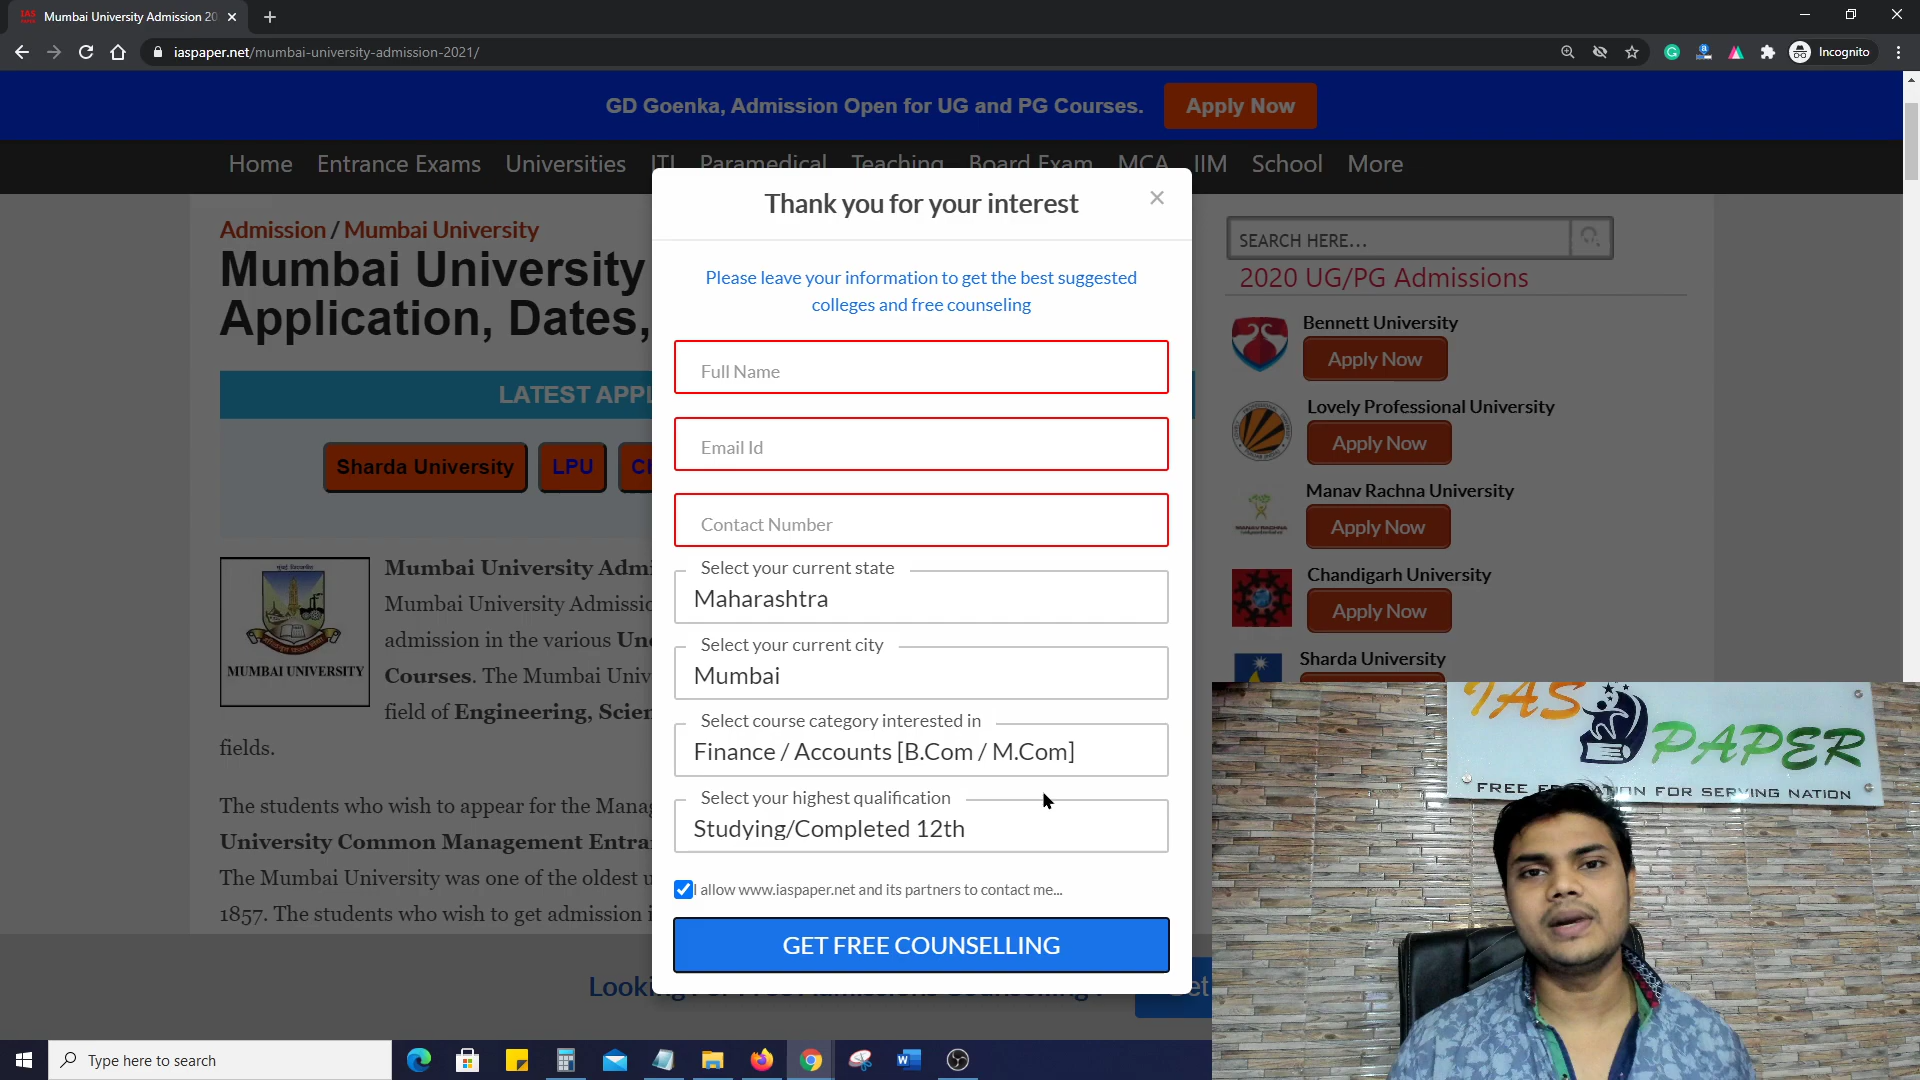 Mumbai University Admission 20
iaspaper.net/mumbai-university-admission-2021/
Incognito
GD Goenka, Admission Open for UG and PG Courses.
Apply Now
Home
Entrance Exams
Universities
ITI
Paramedical
Teaching
Board Exam
MCA
IIM
School
More
Admission / Mumbai University
Mumbai University
Application, Dates,
LATEST APPL
Sharda University
LPU
MUMBAI UNIVERSITY
Mumbai University Admi
Mumbai University Admissio
admission in the various Un
Courses. The Mumbai Univ
field of Engineering, Scien
fields.
The students who wish to appear for the Mana
University Common Management Entra
The Mumbai University was one of the oldest u
1857. The students who wish to get admission i
Thank you for your interest
×
Please leave your information to get the best suggested
colleges and free counseling
Full Name
Email Id
Contact Number
Select your current state
Maharashtra
Select your current city
Mumbai
Select course category interested in
Finance / Accounts [B.Com / M.Com]
Select your highest qualification
Studying/Completed 12th
I allow www.iaspaper.net and its partners to contact me...
GET FREE COUNSELLING
SEARCH HERE...
2020 UG/PG Admissions
Bennett University
Apply Now
Lovely Professional University
Apply Now
Manav Rachna University
Apply Now
Chandigarh University
Apply Now
Sharda University
IAS
PAPER
FREE FOR SERVING NATION
Type here to search